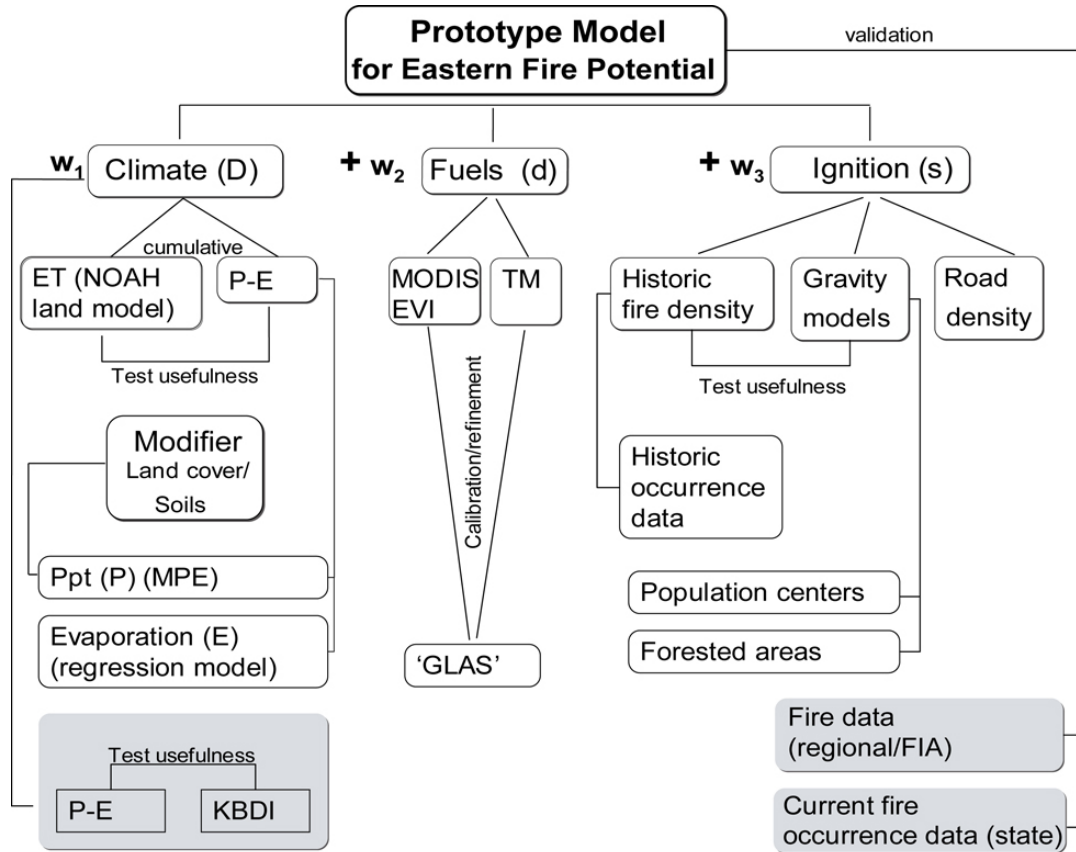 Prototype Model
for Eastern Fire Potential
validation
w1
Climate (D)
+ w2
Fuels (d)
+ w3
Ignition (s)
cumulative
ET (NOAH
land model)
P-E
Test usefulness
MODIS
EVI
TM
Historic
fire density
Gravity
models
Road
density
Test usefulness
Calibration/refinement
Modifier
Land cover/
Soils
Historic
occurrence
data
Ppt (P) (MPE)
Evaporation (E)
(regression model)
Population centers
Forested areas
‘GLAS’
Test usefulness
P-E
KBDI
Fire data
(regional/FIA)
Current fire
occurrence data (state)